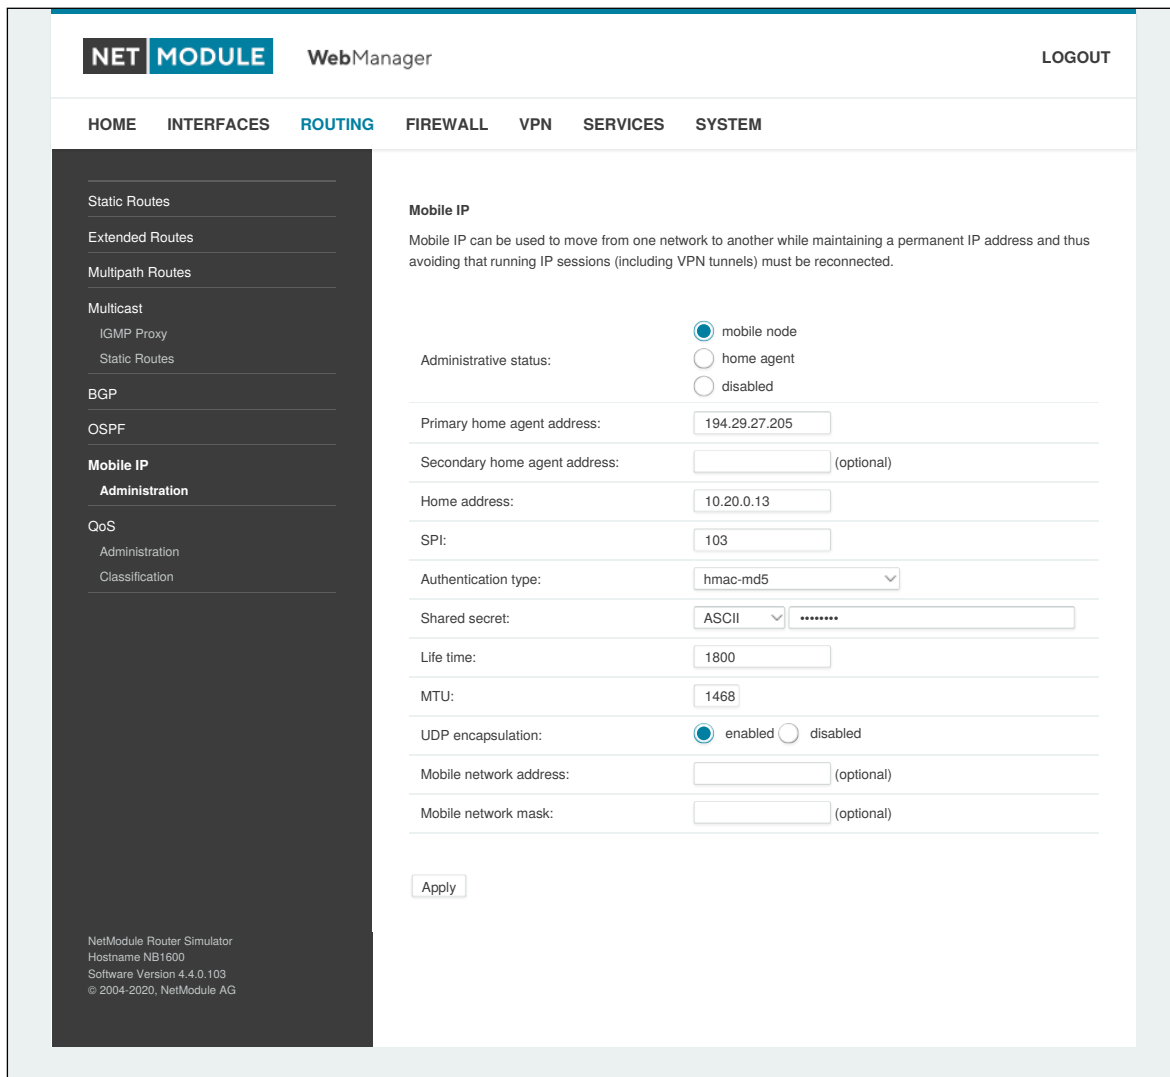 NET MODULE WebManager LOGOUT
HOME INTERFACES ROUTING FIREWALL VPN SERVICES SYSTEM
Static Routes
Extended Routes
Multipath Routes
Multicast
IGMP Proxy
Static Routes
BGP
OSPF
Mobile IP
Administration
QoS
Administration
Classification
NetModule Router Simulator
Hostname NB1600
Software Version 4.4.0.103
© 2004-2020, NetModule AG
Mobile IP
Mobile IP can be used to move from one network to another while maintaining a permanent IP address and thus
avoiding that running IP sessions (including VPN tunnels) must be reconnected.
mobile node
Administrative status: home agent
disabled
Primary home agent address: 194.29.27.205
Secondary home agent address: (optional)
Home address: 10.20.0.13
SPI: 103
Authentication type: hmac-md5
Shared secret: ASCII ••••••••
Life time: 1800
MTU: 1468
UDP encapsulation: enabled disabled
Mobile network address: (optional)
Mobile network mask: (optional)
Apply